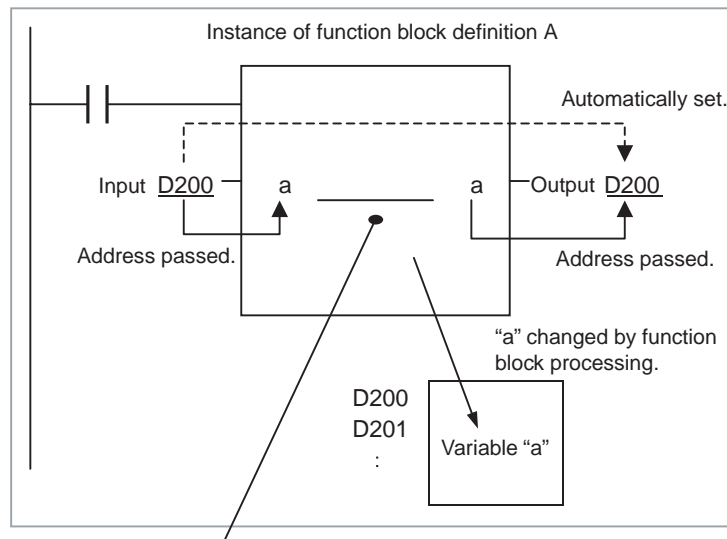 Instance of function block definition A
Automatically set.
Input D200 a a Output D200
Address passed. Address passed.
“a” changed by function
block processing.
D200
D201
:
Variable “a”